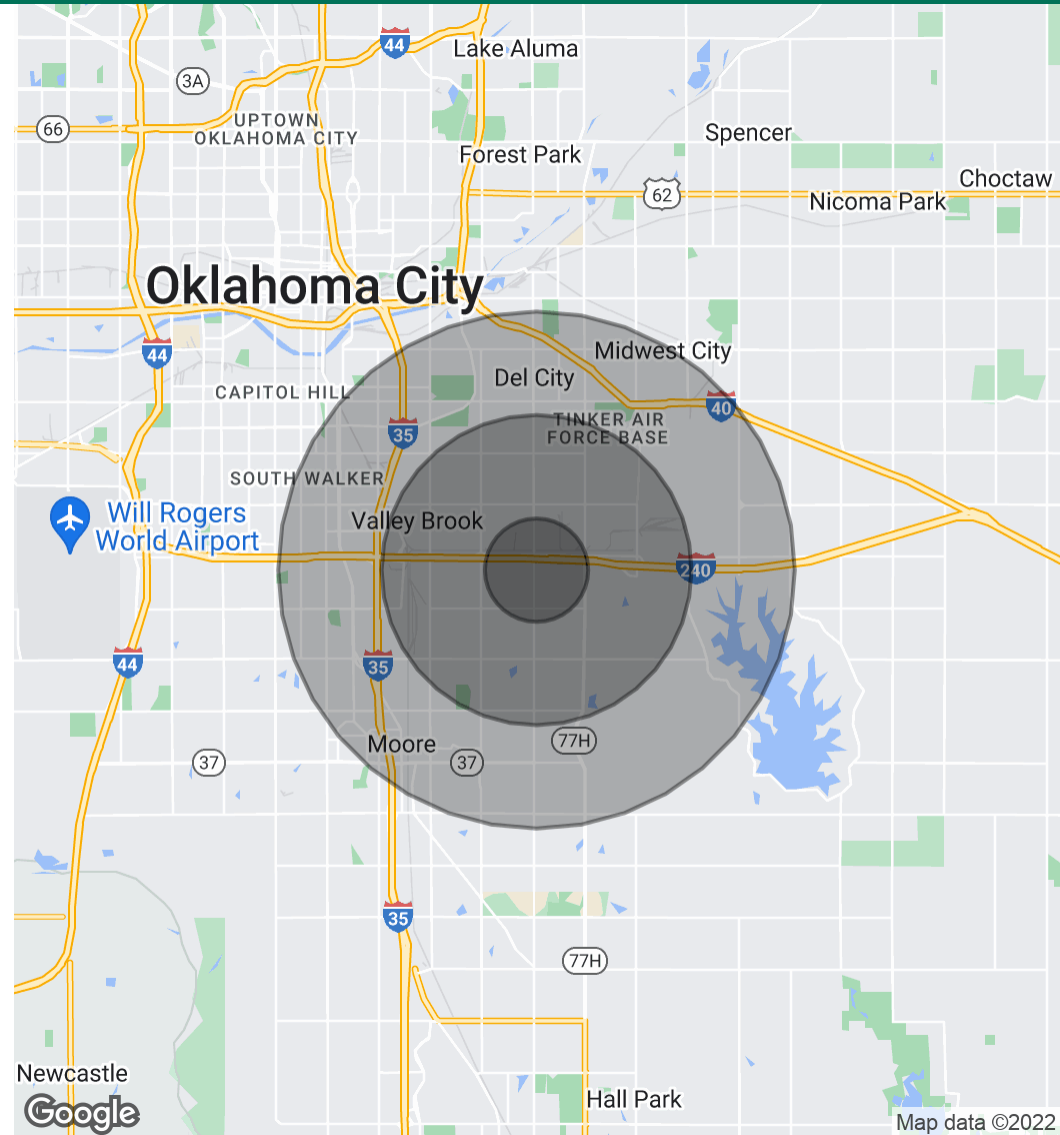 44
Lake Aluma
3A
66
UPTOWN
OKLAHOMA CITY
Spencer
Forest Park
Choctaw
62
Nicoma Park
Oklahoma City
44
Midwest City
Del City
CAPITOL HILL
40
TINKER AIR
FORCE BASE
35
SOUTH WALKER
Will Rogers
World Airport
Valley Brook
240
44
35
Moore
77H
37
37
35
77H
Newcastle
Hall Park
Google
Map data ©2022